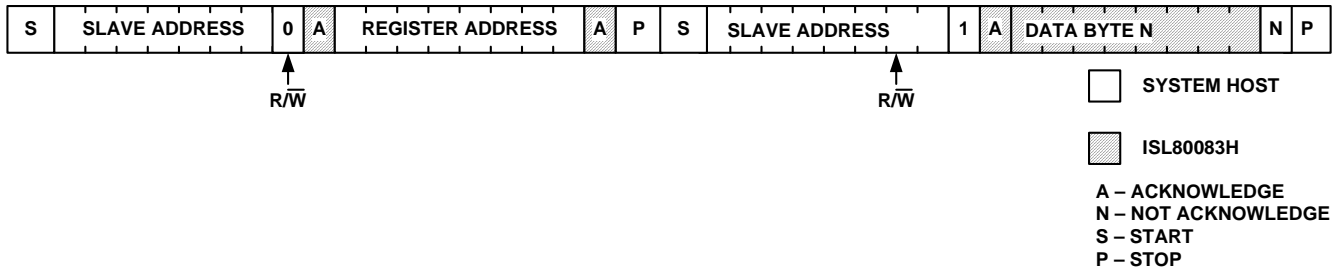 S SLAVE ADDRESS 0 A REGISTER ADDRESS A P S SLAVE ADDRESS 1 A DATA BYTE N N P
R/W̅ R/W̅
SYSTEM HOST
ISL80083H
A – ACKNOWLEDGE
N – NOT ACKNOWLEDGE
S – START
P – STOP